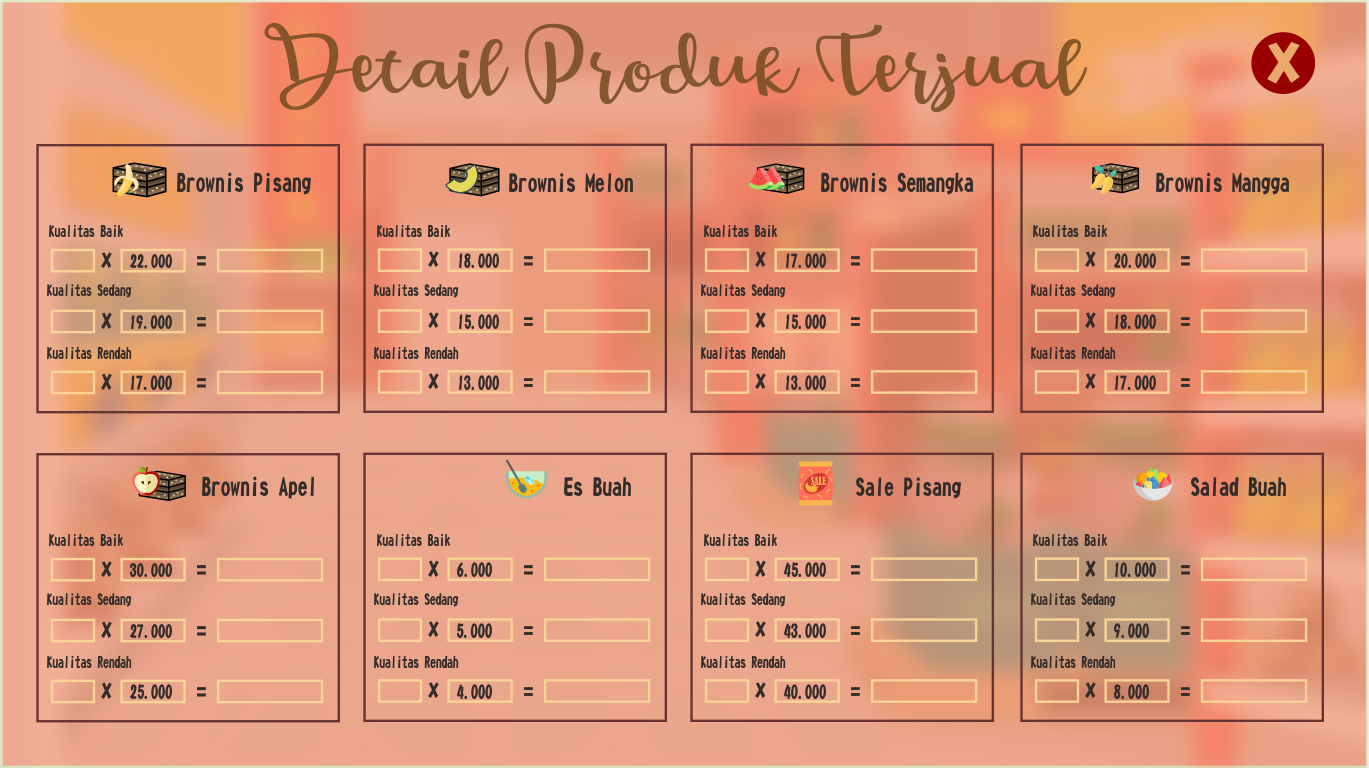 Detail Produk Terjual
X
Brownis Pisang
Kualitas Baik
X 22.000 =
Kualitas Sedang
X 19.000 =
Kualitas Rendah
X 17.000 =
Brownis Melon
Kualitas Baik
X 18.000 =
Kualitas Sedang
X 15.000 =
Kualitas Rendah
X 13.000 =
Brownis Semangka
Kualitas Baik
X 17.000 =
Kualitas Sedang
X 15.000 =
Kualitas Rendah
X 13.000 =
Brownis Mangga
Kualitas Baik
X 20.000 =
Kualitas Sedang
X 18.000 =
Kualitas Rendah
X 17.000 =
Brownis Apel
Kualitas Baik
X 30.000 =
Kualitas Sedang
X 27.000 =
Kualitas Rendah
X 25.000 =
Es Buah
Kualitas Baik
X 6.000 =
Kualitas Sedang
X 5.000 =
Kualitas Rendah
X 4.000 =
SALE
Sale Pisang
Kualitas Baik
X 45.000 =
Kualitas Sedang
X 43.000 =
Kualitas Rendah
X 40.000 =
Salad Buah
Kualitas Baik
X 10.000 =
Kualitas Sedang
X 9.000 =
Kualitas Rendah
X 8.000 =